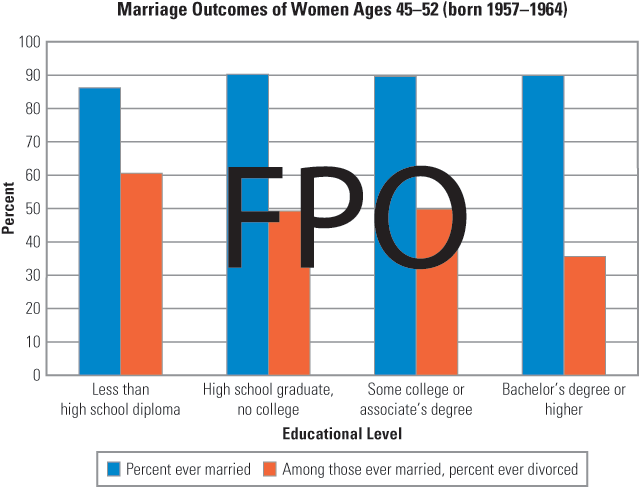 Marriage Outcomes of Women Ages 45–52 (born 1957–1964)
100
90
80
70
60
50
40
30
20
10
0
Percent
FPO
Less than
high school diploma
High school graduate,
no college
Some college or
associate’s degree
Bachelor’s degree or
higher
Educational Level
Percent ever married
Among those ever married, percent ever divorced